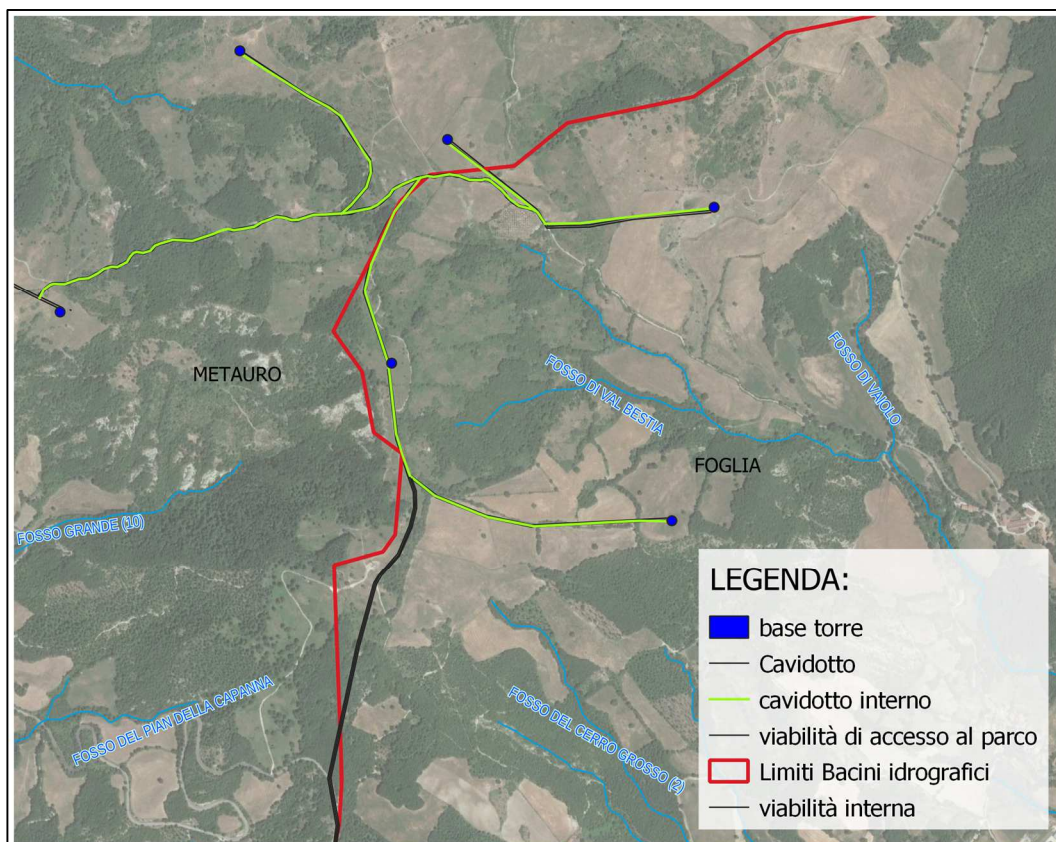 METAURO
FOSSO DI VAL BESTIA
FOSSO DI VAIOLO
FOGLIA
FOSSO GRANDE (10)
FOSSO DEL PIAN DELLA CAPANNA
FOSSO DEL CERRO GROSSO (2)
LEGENDA:
base torre
Cavidotto
cavidotto interno
viabilità di accesso al parco
Limiti Bacini idrografici
viabilità interna